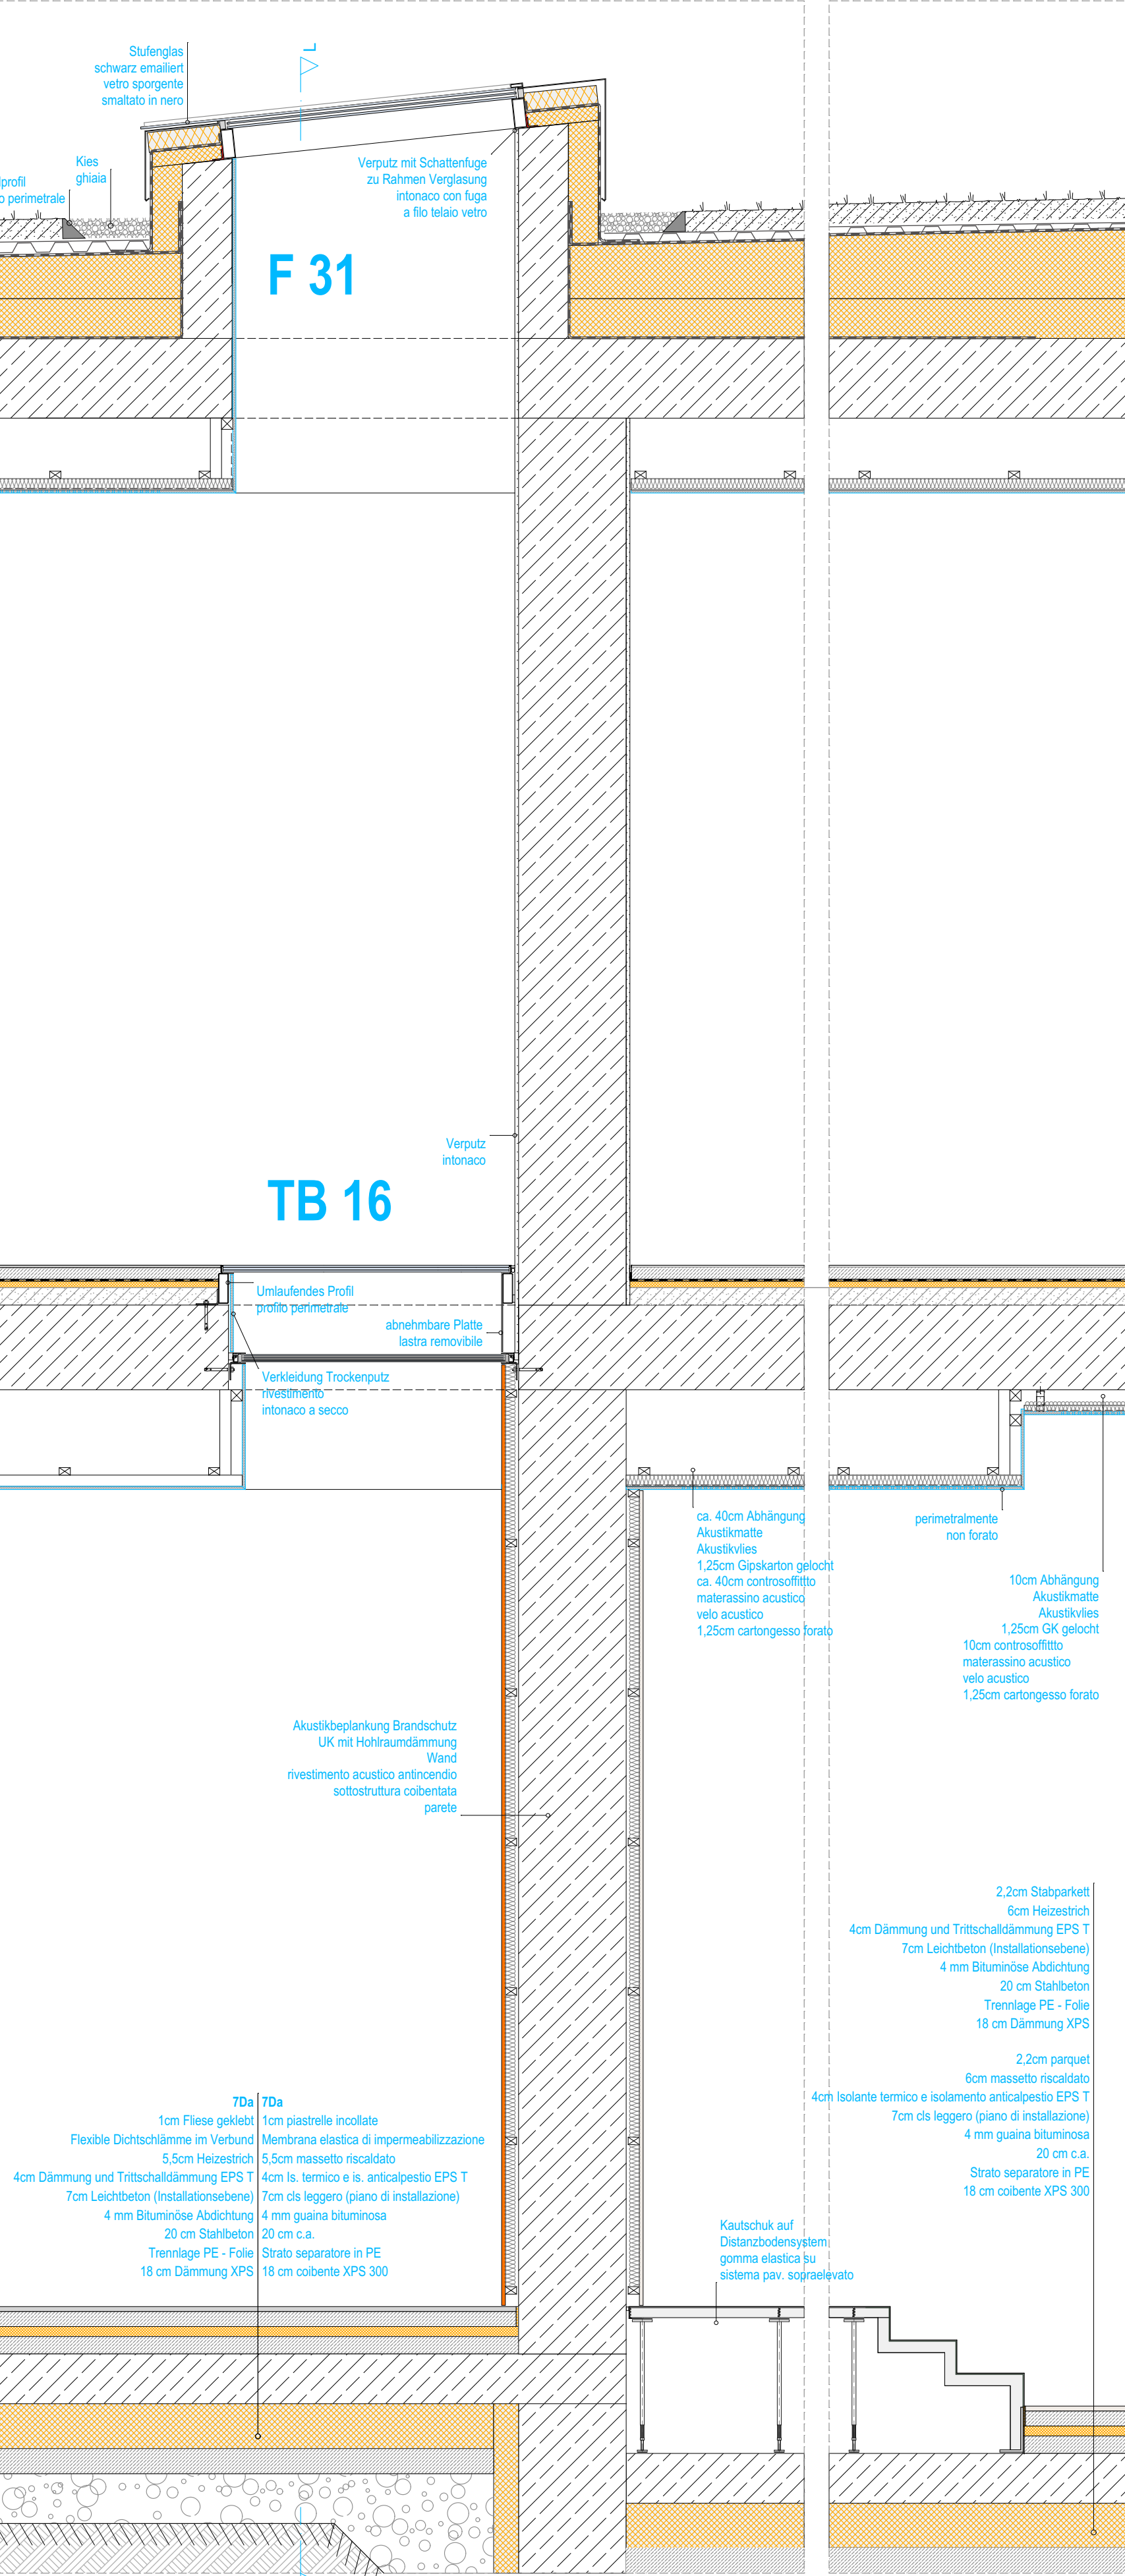 Stufenglas
schwarz emailiert
vetro sporgente
smaltato in nero
L
Kies
ghiaia
profil
perimetrale
Verputz mit Schattenfuge
zu Rahmen Verglasung
intonaco con fuga
a filo telaio vetro
F 31
Verputz
intonaco
TB 16
Umlaufendes Profil
profilo perimetrale
abnehmbare Platte
lastra removibile
Verkleidung Trockenputz
rivestimento
intonaco a secco
ca. 40cm Abhängung
Akustikmatte
Akustikvlies
1,25cm Gipskarton gelocht
ca. 40cm controsoffittto
materassino acustico
velo acustico
1,25cm cartongesso forato
perimetralmente
non forato
10cm Abhängung
Akustikmatte
Akustikvlies
1,25cm GK gelocht
10cm controsoffittto
materassino acustico
velo acustico
1,25cm cartongesso forato
Akustikbeplankung Brandschutz
UK mit Hohlraumdämmung
Wand
rivestimento acustico antincendio
sottostruttura coibentata
parete
2,2cm Stabparkett
6cm Heizestrich
4cm Dämmung und Trittschalldämmung EPS T
7cm Leichtbeton (Installationsebene)
4 mm Bituminöse Abdichtung
20 cm Stahlbeton
Trennlage PE - Folie
18 cm Dämmung XPS
2,2cm parquet
6cm massetto riscaldato
4cm Isolante termico e isolamento anticalpestio EPS T
7cm cls leggero (piano di installazione)
4 mm guaina bituminosa
20 cm c.a.
Strato separatore in PE
18 cm coibente XPS 300
7Da
1cm Fliese geklebt
Flexible Dichtschlämme im Verbund
5,5cm Heizestrich
4cm Dämmung und Trittschalldämmung EPS T
7cm Leichtbeton (Installationsebene)
4 mm Bituminöse Abdichtung
20 cm Stahlbeton
Trennlage PE - Folie
18 cm Dämmung XPS
7Da
1cm piastrelle incollate
Membrana elastica di impermeabilizzazione
5,5cm massetto riscaldato
4cm Is. termico e is. anticalpestio EPS T
7cm cls leggero (piano di installazione)
4 mm guaina bituminosa
20 cm c.a.
Strato separatore in PE
18 cm coibente XPS 300
Kautschuk auf
Distanzbodensystem
gomma elastica su
sistema pav. sopraelevato